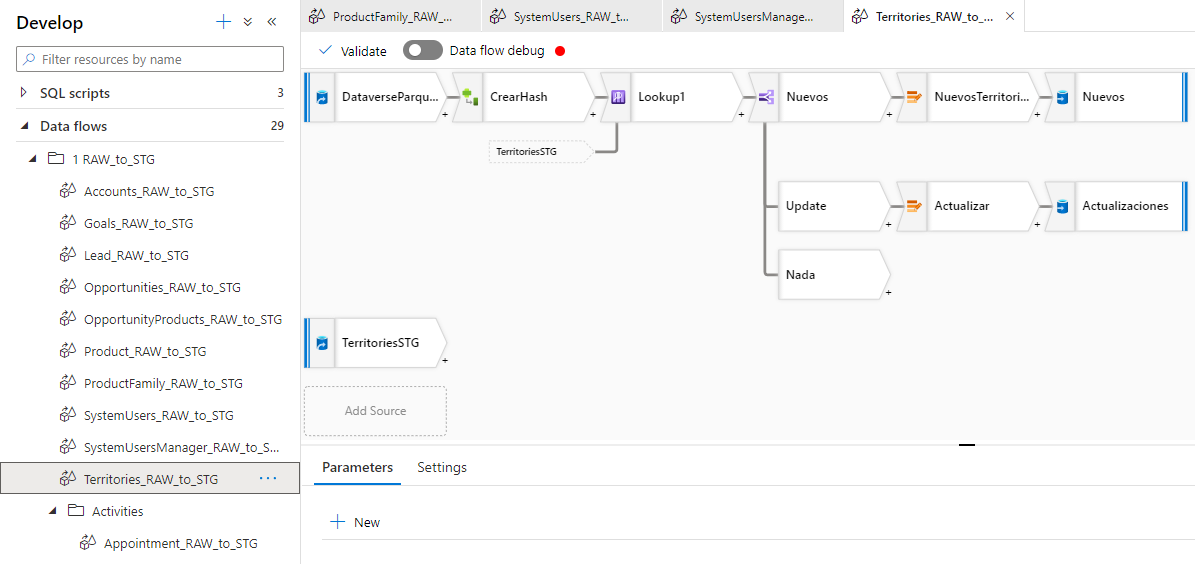 Develop
Filter resources by name
SQL scripts 3
Data flows 29
1 RAW_to_STG
Accounts_RAW_to_STG
Goals_RAW_to_STG
Lead_RAW_to_STG
Opportunities_RAW_to_STG
OpportunityProducts_RAW_to_STG
Product_RAW_to_STG
ProductFamily_RAW_to_STG
SystemUsers_RAW_to_STG
SystemUsersManager_RAW_to_S...
Territories_RAW_to_STG ...
Activities
Appointment_RAW_to_STG
ProductFamily_RAW_... SystemUsers_RAW_t... SystemUsersManage... Territories_RAW_to_...
Validate Data flow debug
DataverseParqu... CrearHash Lookup1 Nuevos NuevosTerritori... Nuevos
TerritoriesSTG
Update Actualizar Actualizaciones
Nada
TerritoriesSTG
Add Source
Parameters Settings
New